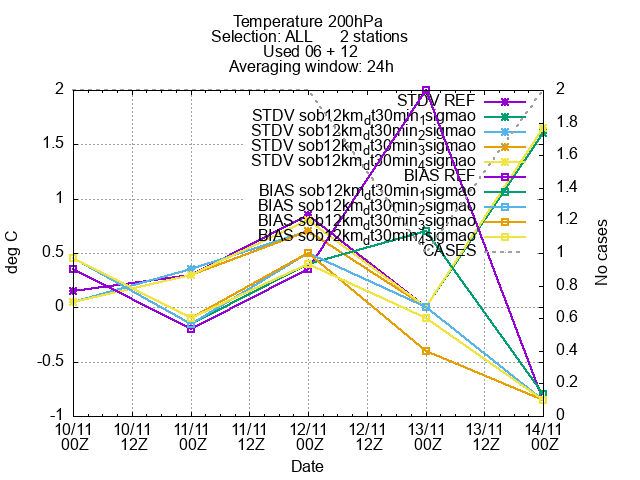 Temperature 200hPa
Selection: ALL 2 stations
Used 06 + 12
Averaging window: 24h
2
1.5
1
0.5
0
-0.5
-1
deg C
STDV REF
STDV sob12km_dt30min_1sigmao
STDV sob12km_dt30min_2sigmao
STDV sob12km_dt30min_3sigmao
STDV sob12km_dt30min_4sigmao
BIAS REF
BIAS sob12km_dt30min_1sigmao
BIAS sob12km_dt30min_2sigmao
BIAS sob12km_dt30min_3sigmao
BIAS sob12km_dt30min_4sigmao
CASES
2
1.8
1.6
1.4
1.2
1
0.8
0.6
0.4
0.2
0
No cases
10/11 10/11 11/11 11/11 12/11 12/11 13/11 13/11 14/11
00Z 12Z 00Z 12Z 00Z 12Z 00Z 12Z 00Z
Date